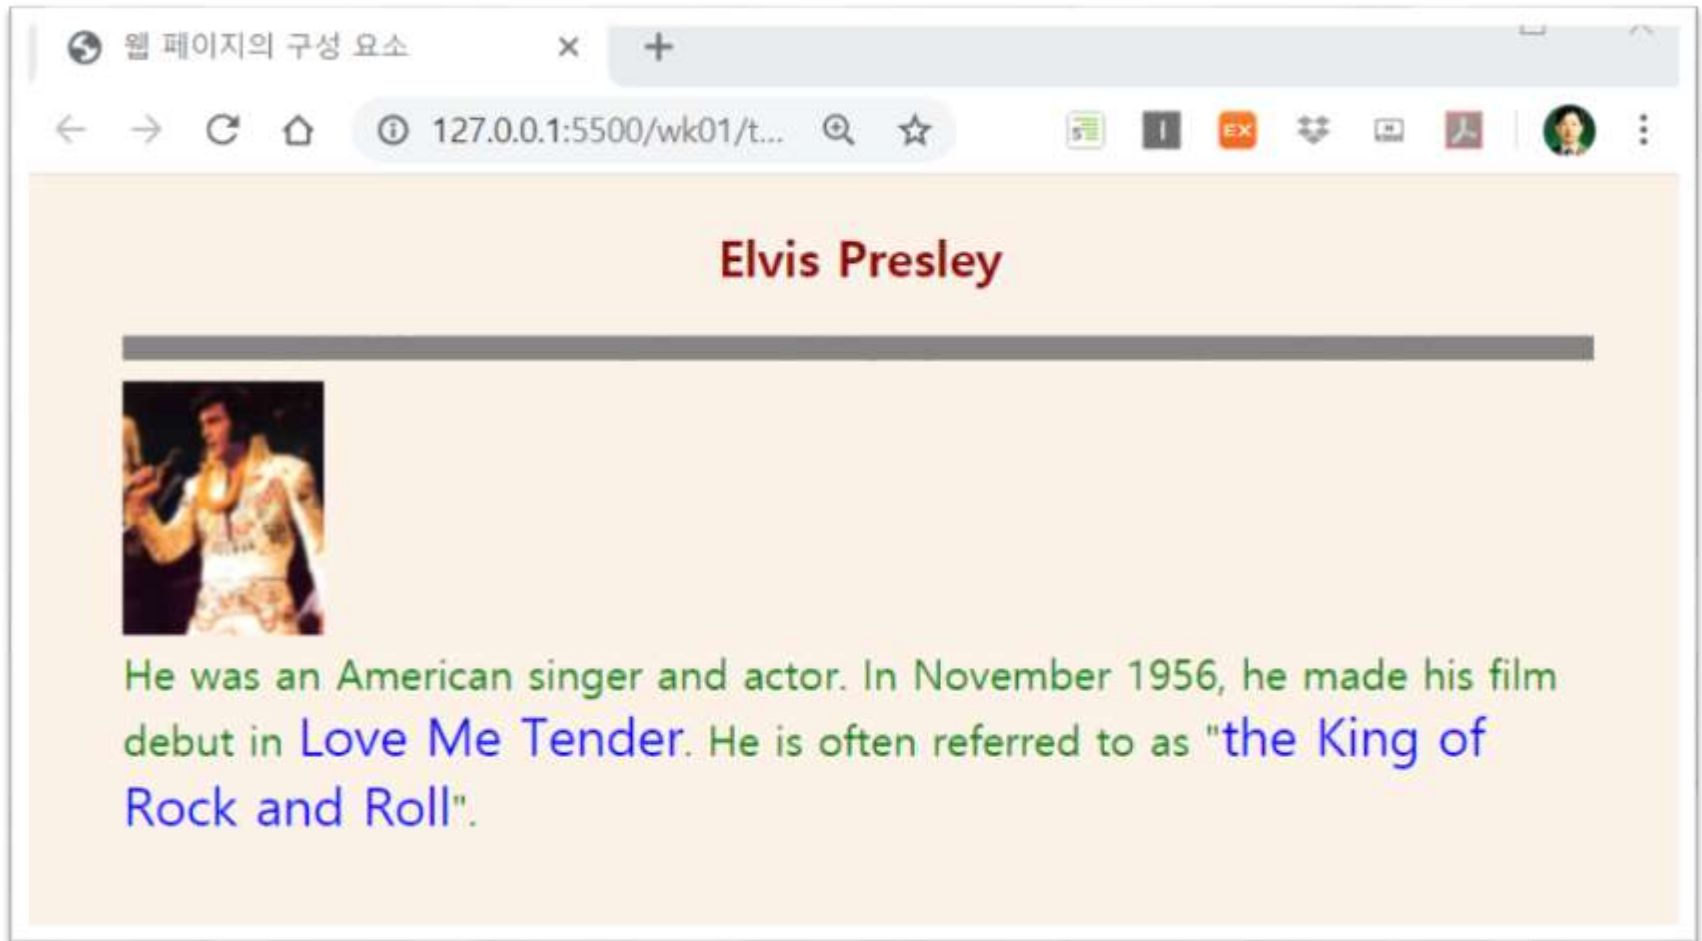 웹 페이지의 구성 요소
127.0.0.1:5500/wk01/t...
EX
Elvis Presley
He was an American singer and actor. In November 1956, he made his film
debut in Love Me Tender. He is often referred to as "the King of
Rock and Roll".